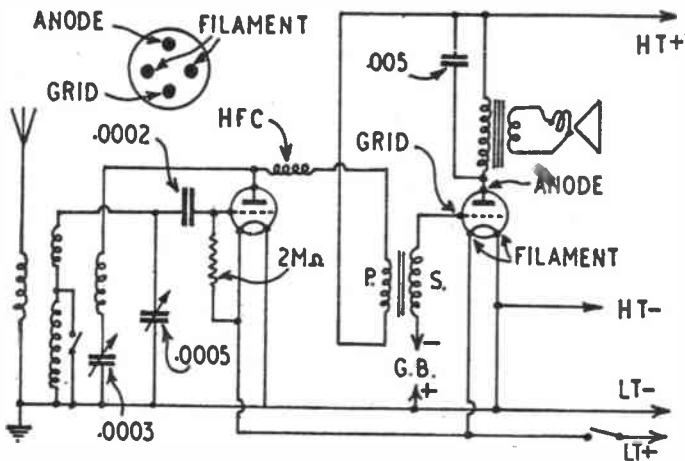 ANODE
FILAMENT
GRID
HT+
.005
HFC
.0002
GRID
ANODE
FILAMENT
2MΩ
P.
S.
HT-
.0005
-
G.B.
+
.0003
LT-
LT+